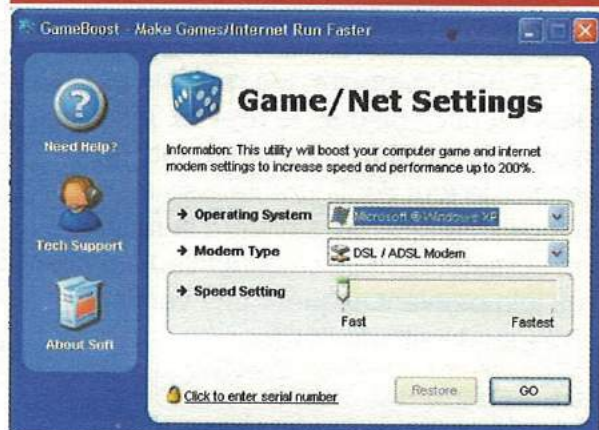 GameBoost - Make Games/Internet Run Faster
Need Help?
Tech Support
About Soft
Game/Net Settings
Information: This utility will boost your computer game and internet
modem settings to increase speed and performance up to 200%.
Operating System
Microsoft ® Windows XP
Modem Type
DSL / ADSL Modem
Speed Setting
Fast
Fastest
Click to enter serial number
Restore
GO